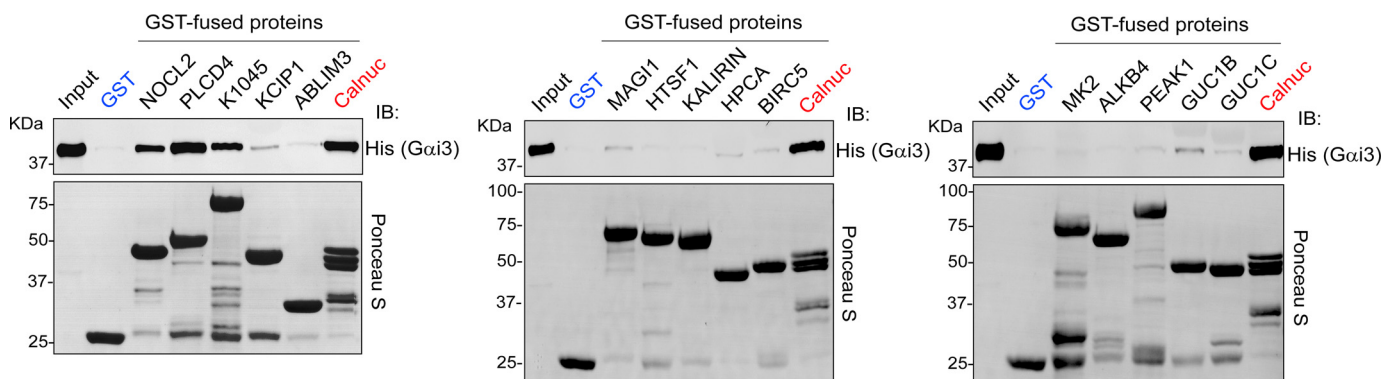 GST-fused proteins
Input GST NOCL2 PLCD4 K1045 KCIP1 ABLIM3 Calnuc
IB:
KDa
37-
His (Gαi3)
75-
50-
37-
25-
Ponceau S
GST-fused proteins
Input GST MAGI1 HTSF1 KALIRIN HPCA BIRC5 Calnuc
IB:
KDa
37-
His (Gαi3)
100-
75-
50-
37-
25-
Ponceau S
GST-fused proteins
Input GST MK2 ALKB4 PEAK1 GUC1B GUC1C Calnuc
IB:
KDa
37-
His (Gαi3)
100-
75-
50-
37-
25-
Ponceau S